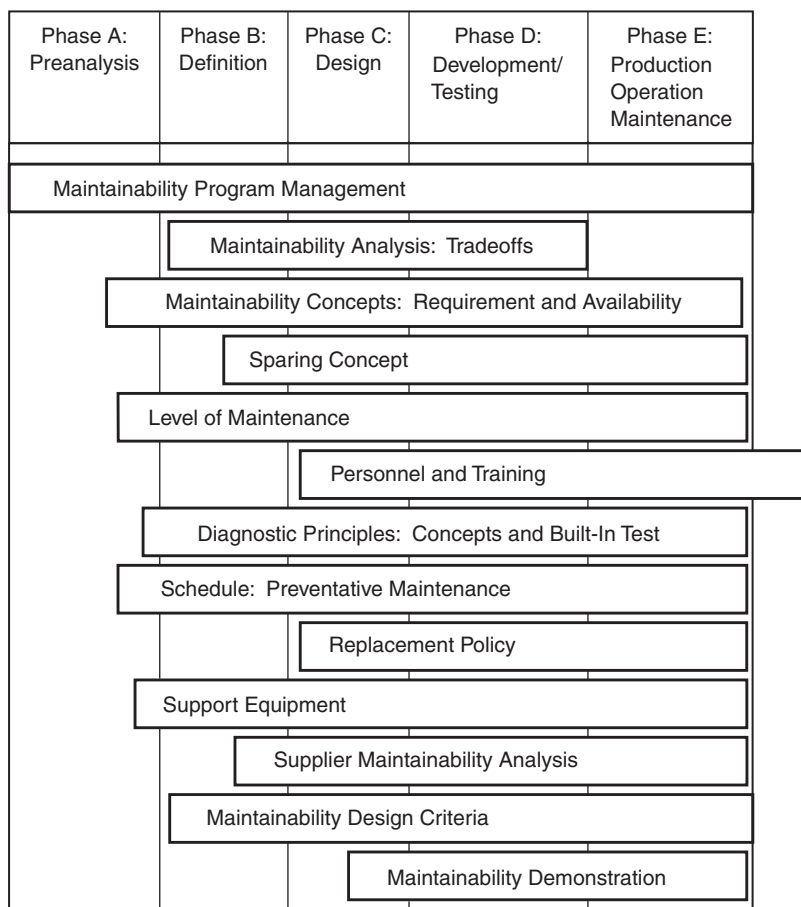 Phase A:
Preanalysis
Phase B:
Definition
Phase C:
Design
Phase D:
Development/
Testing
Phase E:
Production
Operation
Maintenance
Maintainability Program Management
Maintainability Analysis: Tradeoffs
Maintainability Concepts: Requirement and Availability
Sparing Concept
Level of Maintenance
Personnel and Training
Diagnostic Principles: Concepts and Built-In Test
Schedule: Preventative Maintenance
Replacement Policy
Support Equipment
Supplier Maintainability Analysis
Maintainability Design Criteria
Maintainability Demonstration